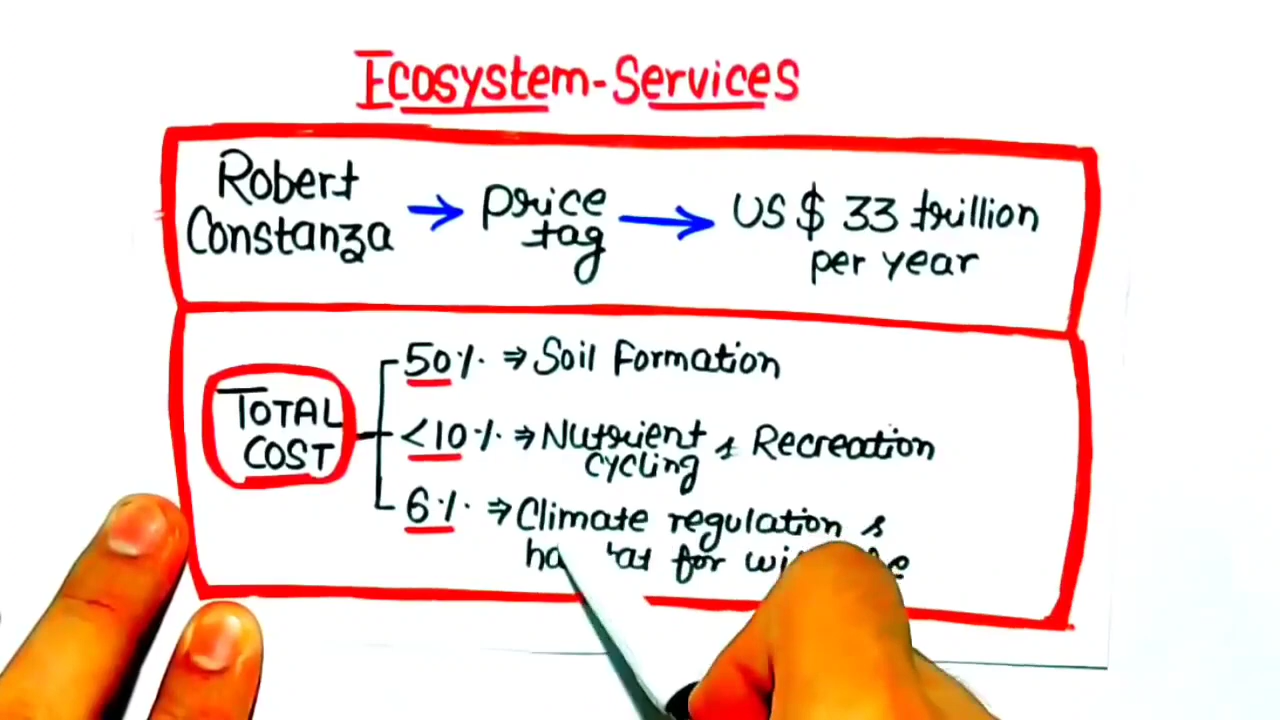 Ecosystem-Services
Robert
Constanza → Price
tag → US $ 33 trillion
per year
TOTAL
COST
50% ⇒ Soil Formation
<10% ⇒ Nutrient & Recreation
cycling
6% ⇒ Climate regulation &
for